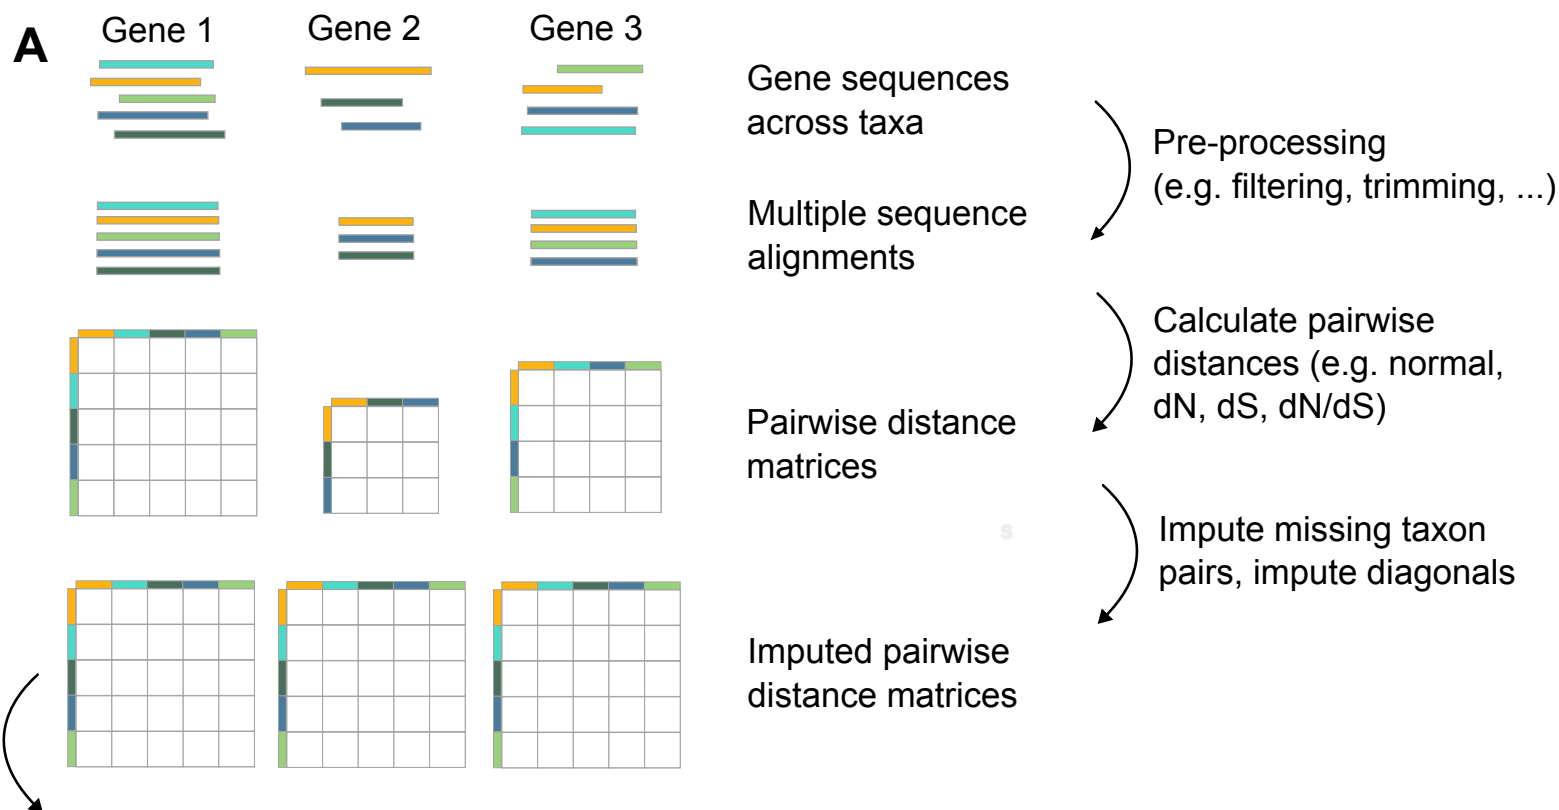 A
Gene 1
Gene 2
Gene 3
Gene sequences
across taxa
Pre-processing
(e.g. filtering, trimming, ...)
Multiple sequence
alignments
Calculate pairwise
distances (e.g. normal,
dN, dS, dN/dS)
Pairwise distance
matrices
s
Impute missing taxon
pairs, impute diagonals
Imputed pairwise
distance matrices